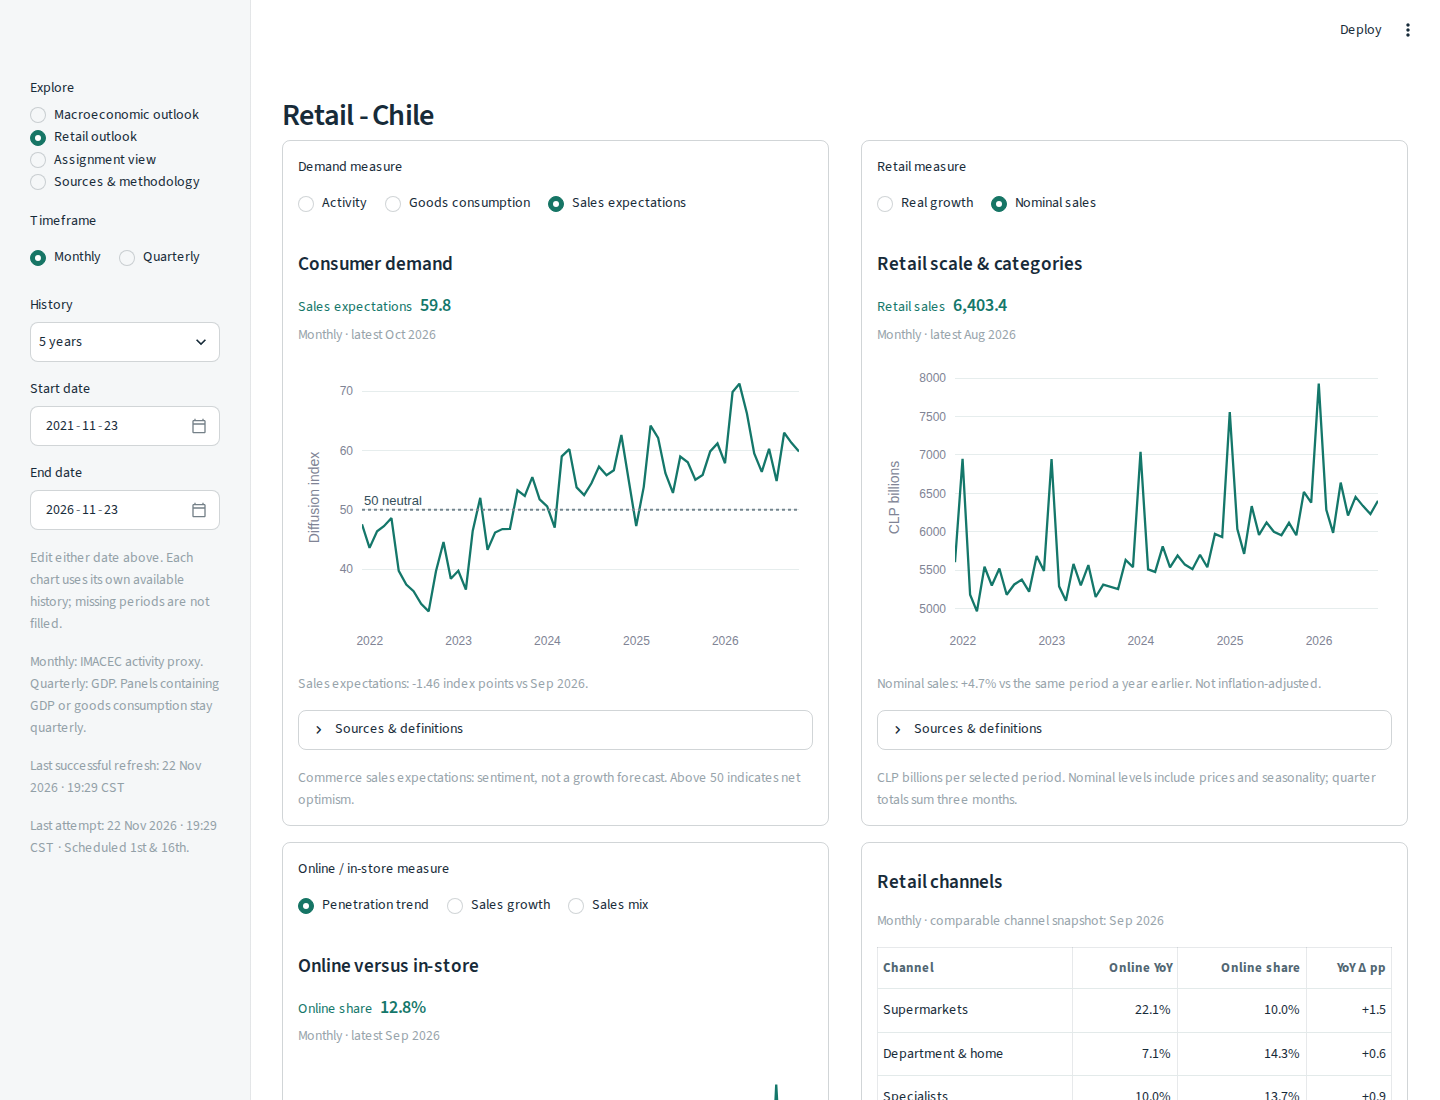 Deploy
Explore
Macroeconomic outlook
Retail outlook
Assignment view
Sources & methodology
Timeframe
Monthly
Quarterly
History
5 years
Start date
2021-11-23
End date
2026-11-23
Edit either date above. Each
chart uses its own available
history; missing periods are not
filled.
Monthly: IMACEC activity proxy.
Quarterly: GDP. Panels containing
GDP or goods consumption stay
quarterly.
Last successful refresh: 22 Nov
2026 · 19:29 CST
Last attempt: 22 Nov 2026 · 19:29
CST · Scheduled 1st & 16th.
Retail - Chile
Demand measure
Activity
Goods consumption
Sales expectations
Consumer demand
Sales expectations 59.8
Monthly · latest Oct 2026
Diffusion index
70
60
50
40
50 neutral
2022
2023
2024
2025
2026
Sales expectations: -1.46 index points vs Sep 2026.
Sources & definitions
Commerce sales expectations: sentiment, not a growth forecast. Above 50 indicates net
optimism.
Retail measure
Real growth
Nominal sales
Retail scale & categories
Retail sales 6,403.4
Monthly · latest Aug 2026
CLP billions
8000
7500
7000
6500
6000
5500
5000
2022
2023
2024
2025
2026
Nominal sales: +4.7% vs the same period a year earlier. Not inflation-adjusted.
Sources & definitions
CLP billions per selected period. Nominal levels include prices and seasonality; quarter
totals sum three months.
Online / in-store measure
Penetration trend
Sales growth
Sales mix
Online versus in-store
Online share 12.8%
Monthly · latest Sep 2026
Retail channels
Monthly · comparable channel snapshot: Sep 2026
Channel Online YoY Online share YoY Δ pp
Supermarkets 22.1% 10.0% +1.5
Department & home 7.1% 14.3% +0.6
Specialists 10.0% 13.7% +0.9